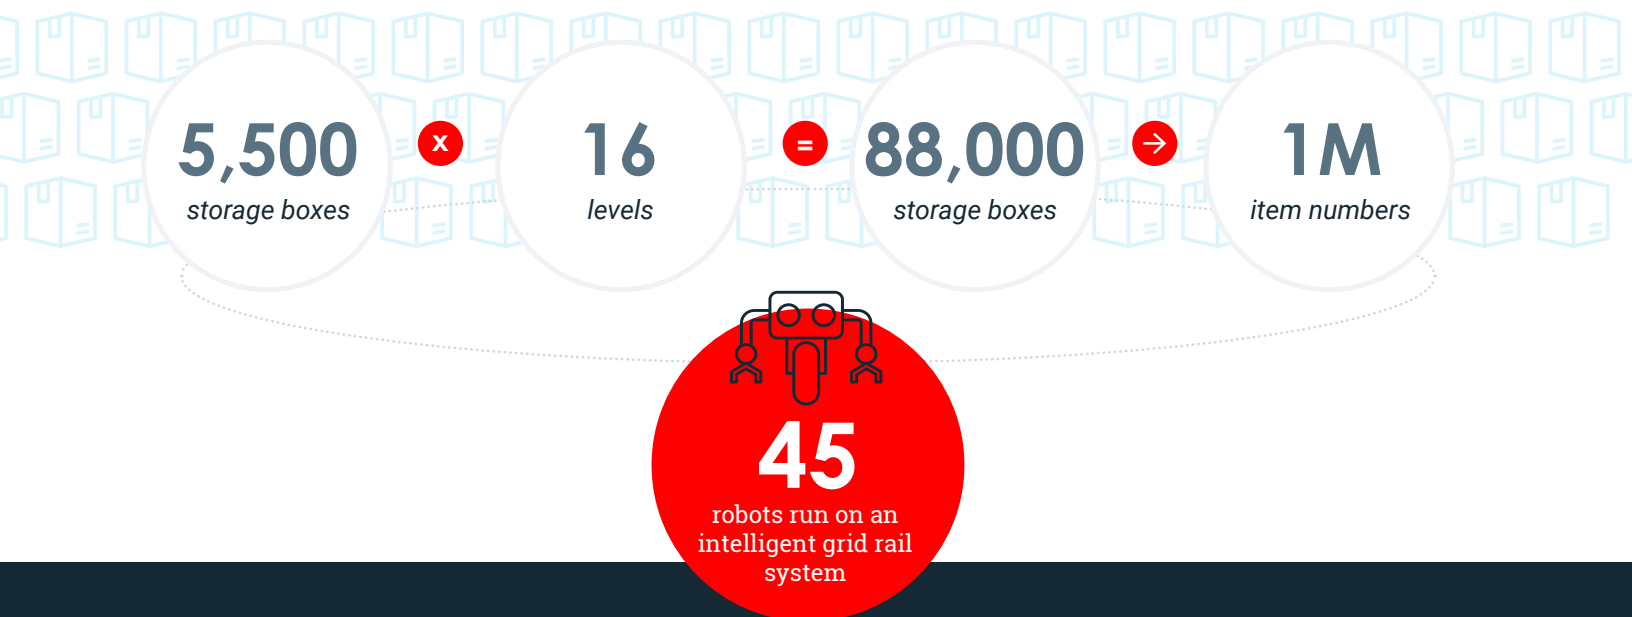 5,500
storage boxes
x
16
levels
=
88,000
storage boxes
→
1M
item numbers
45
robots run on an
intelligent grid rail
system